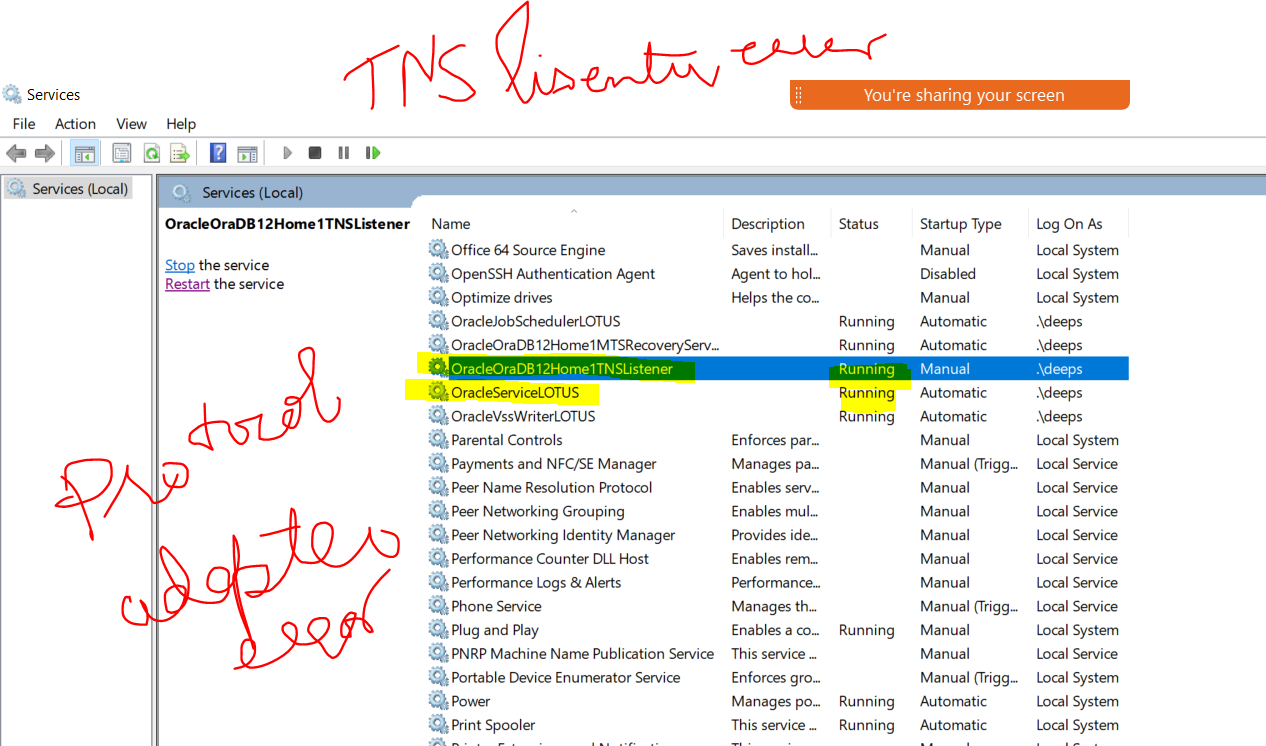 TNS lisentur eeeer
Services
You're sharing your screen
File Action View Help
Services (Local)
Services (Local)
OracleOraDB12Home1TNSListener
Stop the service
Restart the service
Name Description Status Startup Type Log On As
Office 64 Source Engine Saves install... Manual Local System
OpenSSH Authentication Agent Agent to hol... Disabled Local System
Optimize drives Helps the co... Manual Local System
OracleJobSchedulerLOTUS Running Automatic .\deeps
OracleOraDB12Home1MTSRecoveryServ... Running Automatic .\deeps
OracleOraDB12Home1TNSListener Running Manual .\deeps
OracleServiceLOTUS Running Automatic .\deeps
OracleVssWriterLOTUS Running Automatic .\deeps
Parental Controls Enforces par... Manual Local System
Payments and NFC/SE Manager Manages pa... Manual (Trigg... Local Service
Peer Name Resolution Protocol Enables serv... Manual Local Service
Peer Networking Grouping Enables mul... Manual Local Service
Peer Networking Identity Manager Provides ide... Manual Local Service
Performance Counter DLL Host Enables rem... Manual Local Service
Performance Logs & Alerts Performance... Manual Local Service
Phone Service Manages th... Manual (Trigg... Local Service
Plug and Play Enables a co... Running Manual Local System
PNRP Machine Name Publication Service This service ... Manual Local Service
Portable Device Enumerator Service Enforces gro... Manual (Trigg... Local System
Power Manages po... Running Automatic Local System
Print Spooler This service ... Running Automatic Local System
Protocol
adapter